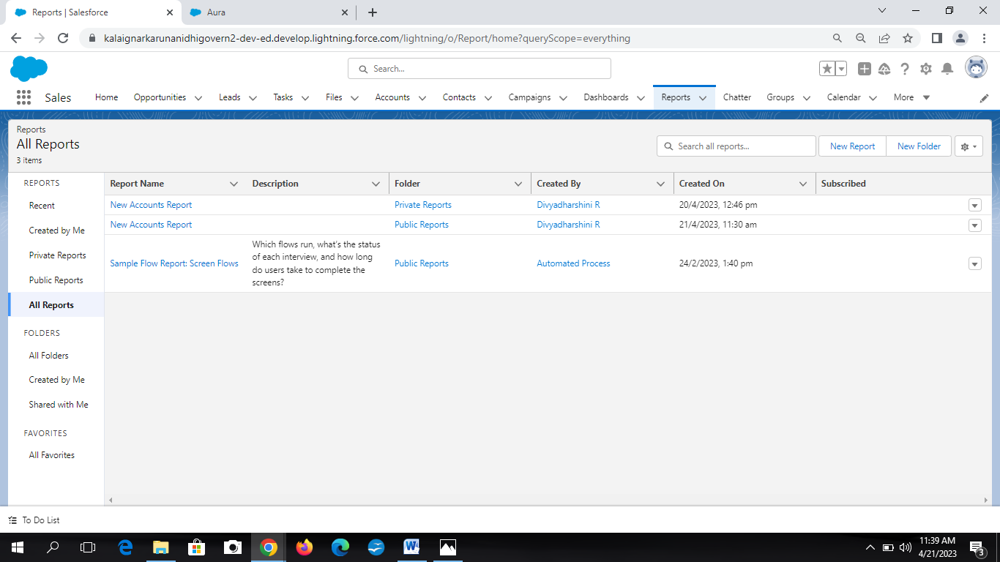 Reports | Salesforce
Aura
kalaignarkarunanidhigovern2-dev-ed.develop.lightning.force.com/lightning/o/Report/home?queryScope=everything
Search...
Sales Home Opportunities Leads Tasks Files Accounts Contacts Campaigns Dashboards Reports Chatter Groups Calendar More
Reports
All Reports
3 items
Search all reports...
New Report
New Folder
REPORTS
Recent
Created by Me
Private Reports
Public Reports
All Reports
FOLDERS
All Folders
Created by Me
Shared with Me
FAVORITES
All Favorites
Report Name Description Folder Created By Created On Subscribed
New Accounts Report Private Reports Divyadharshini R 20/4/2023, 12:46 pm
New Accounts Report Public Reports Divyadharshini R 21/4/2023, 11:30 am
Sample Flow Report: Screen Flows
Which flows run, what's the status
of each interview, and how long
do users take to complete the
screens?
Public Reports Automated Process 24/2/2023, 1:40 pm
To Do List
11:39 AM
4/21/2023
3